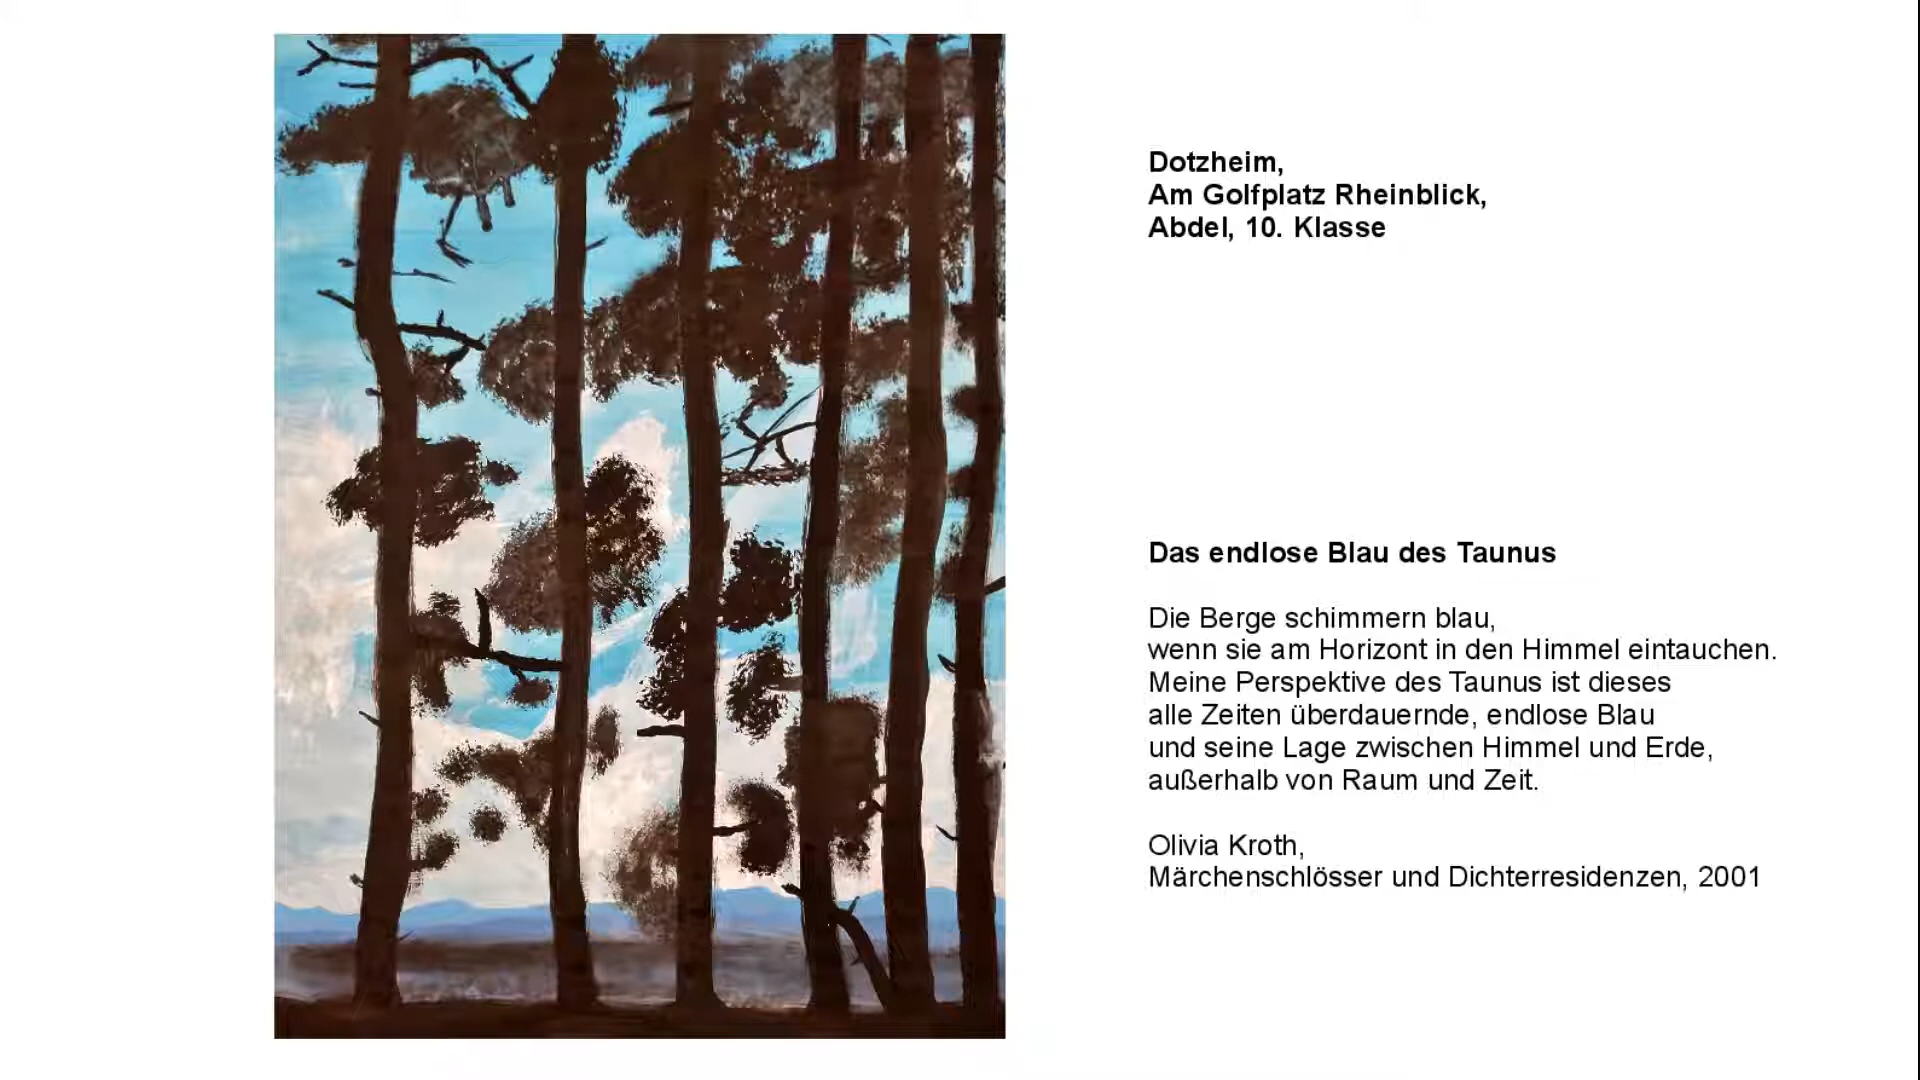 Dotzheim,
Am Golfplatz Rheinblick,
Abdel, 10. Klasse
Das endlose Blau des Taunus
Die Berge schimmern blau,
wenn sie am Horizont in den Himmel eintauchen.
Meine Perspektive des Taunus ist dieses
alle Zeiten überdauernde, endlose Blau
und seine Lage zwischen Himmel und Erde,
außerhalb von Raum und Zeit.
Olivia Kroth,
Märchenschlösser und Dichterresidenzen, 2001